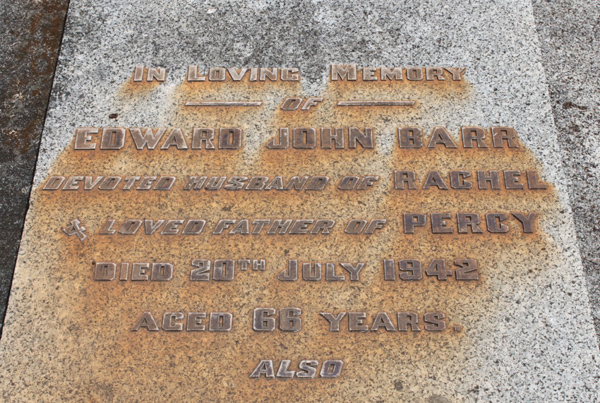 In Loving Memory
OF
EDWARD JOHN BARR
DEVOTED HUSBAND OF RACHEL
& LOVED FATHER OF PERCY
DIED 20TH JULY 1942
AGED 66 YEARS.
ALSO